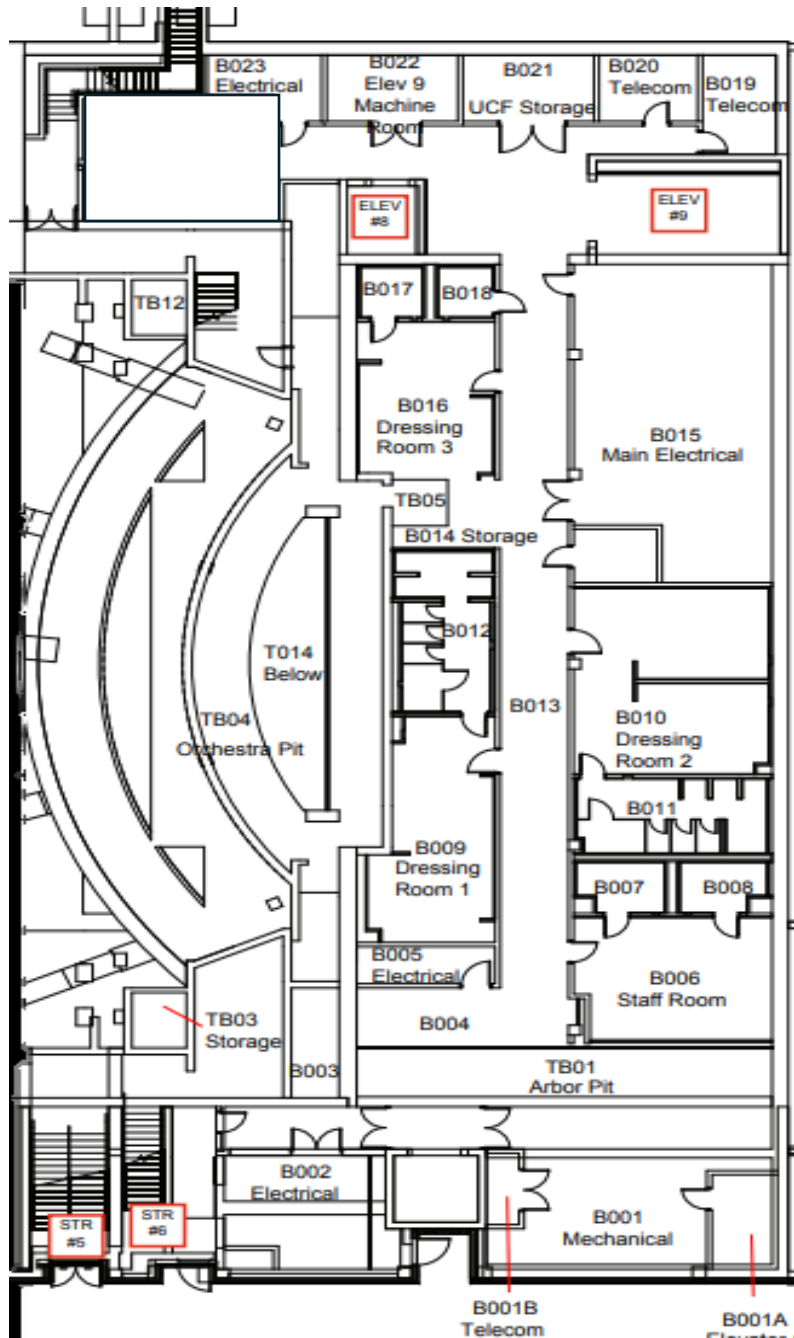 B023
Electrical
B022
Elev 9
Machine
Room
B021
UCF Storage
B020
Telecom
B019
Telecom
ELEV
#8
ELEV
#9
TB12
B017
B018
B016
Dressing
Room 3
B015
Main Electrical
TB05
B014 Storage
B012
T014
Below
B013
TB04
Orchestra Pit
B010
Dressing
Room 2
B011
B009
Dressing
Room 1
B007
B008
B005
Electrical
B006
Staff Room
TB03
Storage
B004
B003
TB01
Arbor Pit
B002
Electrical
STR
#5
STR
#6
B001
Mechanical
B001B
Telecom
B001A